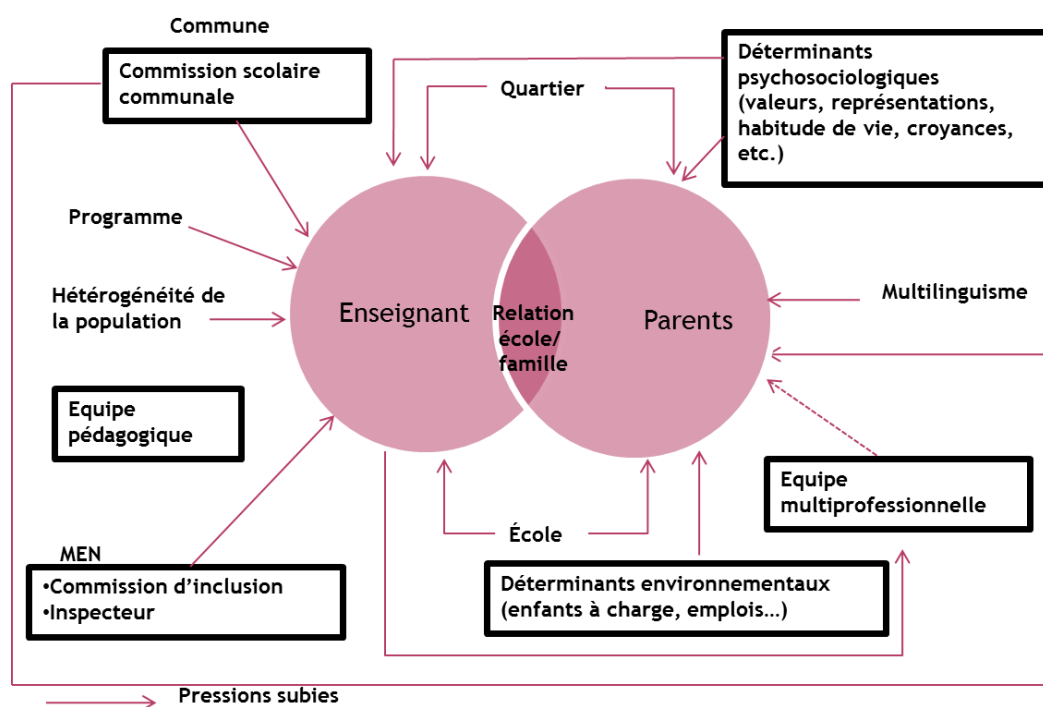 Commune
Commission scolaire
communale
Déterminants
psychosociologiques
(valeurs, représentations,
habitude de vie, croyances,
etc.)
Quartier
Programme
Hétérogénéité de
la population
Enseignant
Relation
école/
famille
Parents
Multilinguisme
Equipe
pédagogique
Equipe
multiprofessionnelle
École
MEN
•Commission d'inclusion
•Inspecteur
Déterminants environnementaux
(enfants à charge, emplois…)
Pressions subies